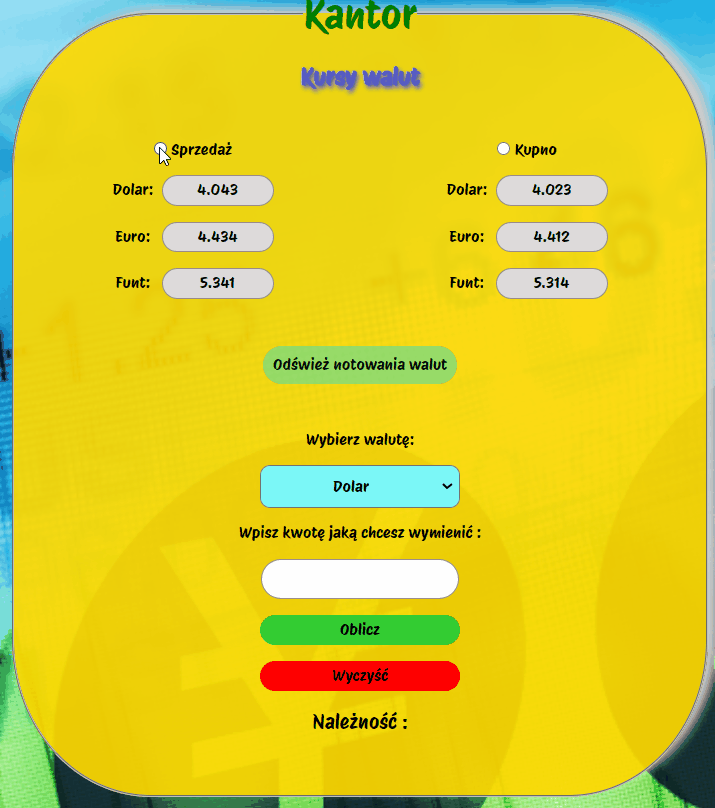 Kantor
Kursy walut
Sprzedaż
Kupno
Dolar: 4.043
Dolar: 4.023
Euro: 4.434
Euro: 4.412
Funt: 5.341
Funt: 5.314
Odśwież notowania walut
Wybierz walutę:
Dolar
Wpisz kwotę jaką chcesz wymienić :
Oblicz
Wyczyść
Należność :